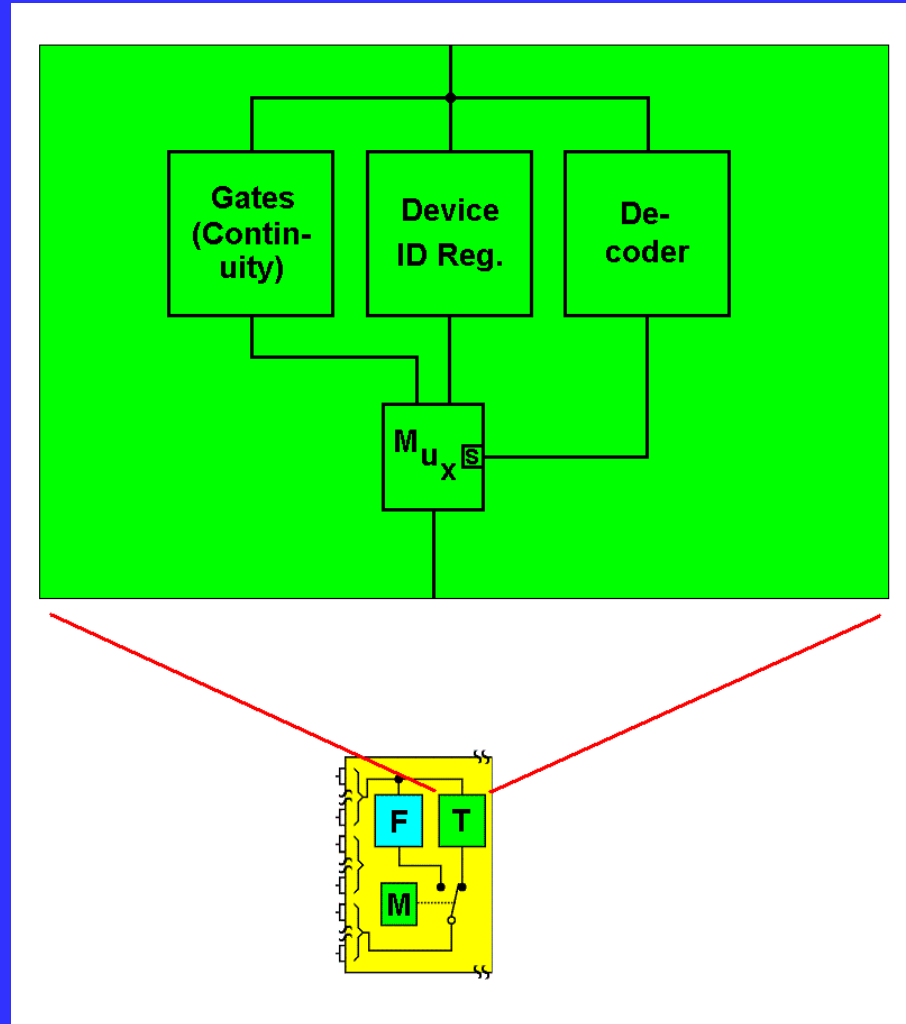 Gates
(Contin-
uity)
Device
ID Reg.
De-
coder
Mux
S
F
T
M